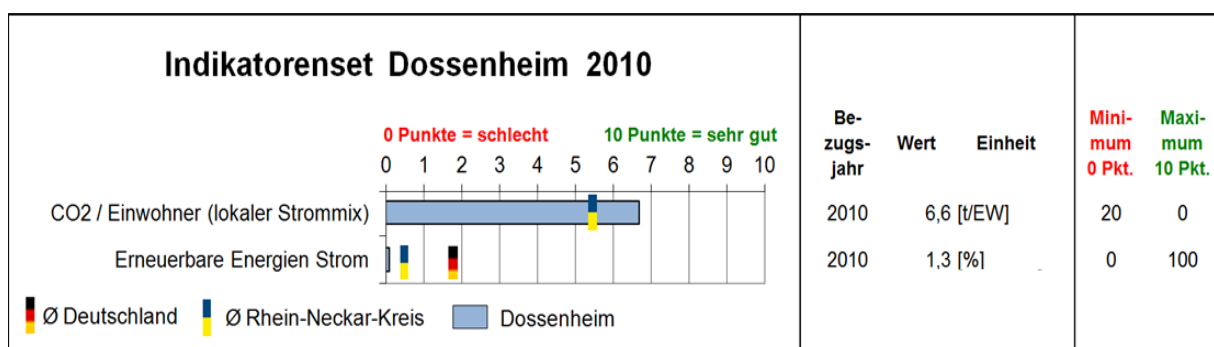 Indikatorenset Dossenheim 2010
0 Punkte = schlecht 10 Punkte = sehr gut
0 1 2 3 4 5 6 7 8 9 10
Be-
zugs-
jahr
Wert Einheit
Mini-
mum
0 Pkt.
Maxi-
mum
10 Pkt.
CO2 / Einwohner (lokaler Strommix) 2010 6,6 [t/EW] 20 0
Erneuerbare Energien Strom 2010 1,3 [%] 0 100
Ø Deutschland Ø Rhein-Neckar-Kreis Dossenheim